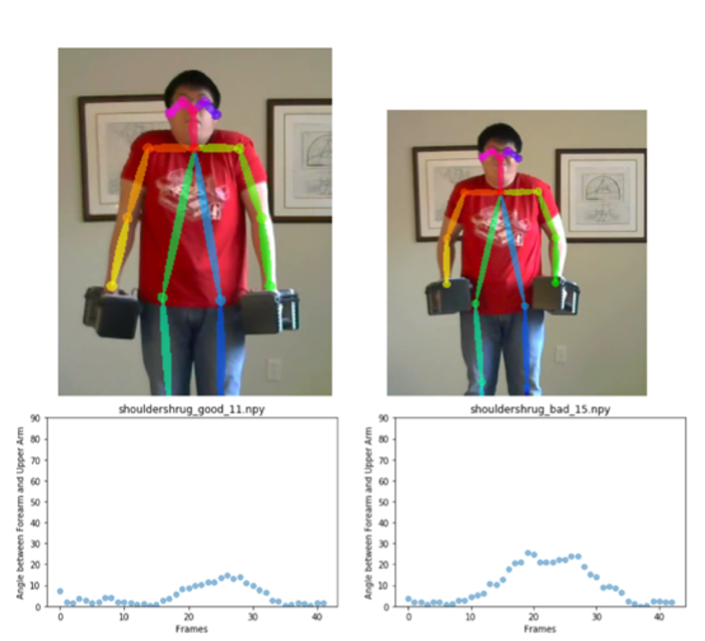 shouldershrug_good_11.npy
Angle between Forearm and Upper Arm
90
80
70
60
50
40
30
20
10
0
0 10 20 30 40
Frames
shouldershrug_bad_15.npy
Angle between Forearm and Upper Arm
90
80
70
60
50
40
30
20
10
0
0 10 20 30 40
Frames